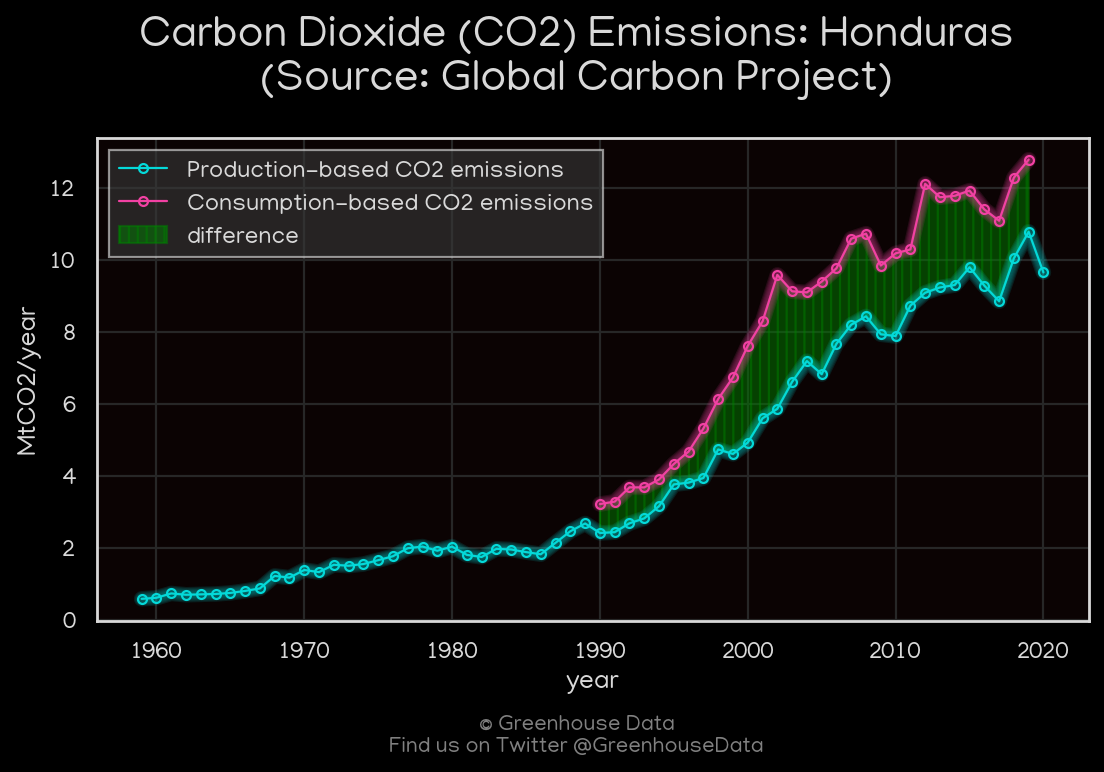 Carbon Dioxide (CO2) Emissions: Honduras
(Source: Global Carbon Project)
Production-based CO2 emissions
Consumption-based CO2 emissions
difference
MtCO2/year
12
10
8
6
4
2
0
1960 1970 1980 1990 2000 2010 2020
year
© Greenhouse Data
Find us on Twitter @GreenhouseData